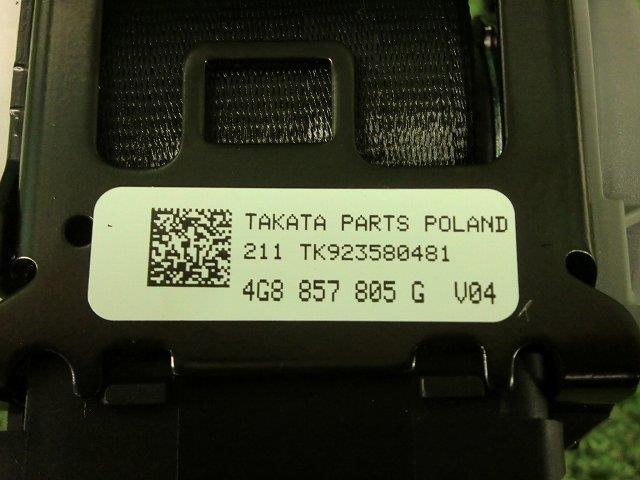 TAKATA PARTS POLAND
211 TK923580481
4G8 857 805 G V04